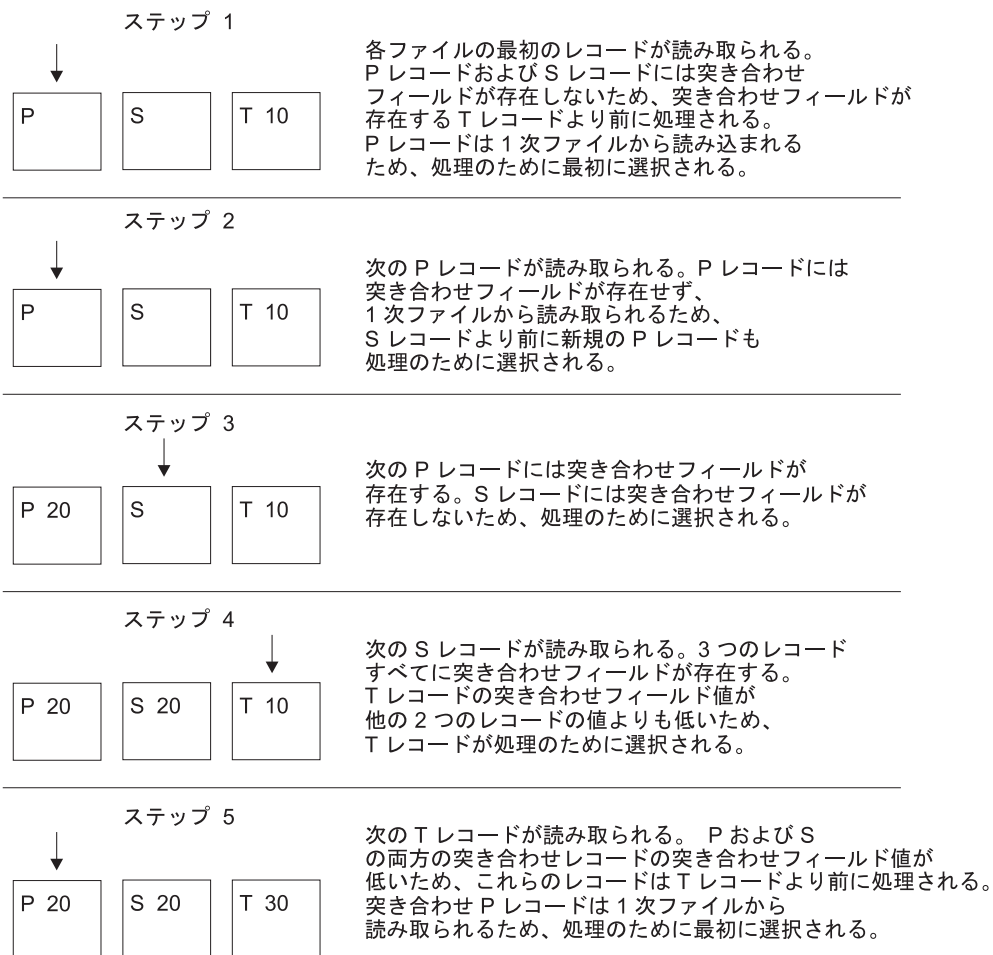 ステップ 1
各ファイルの最初のレコードが読み取られる。
P レコードおよび S レコードには突き合わせ
フィールドが存在しないため、突き合わせフィールドが
存在する T レコードより前に処理される。
P レコードは 1 次ファイルから読み込まれる
ため、処理のために最初に選択される。
P
S
T 10
ステップ 2
次の P レコードが読み取られる。P レコードには
突き合わせフィールドが存在せず、
1 次ファイルから読み取られるため、
S レコードより前に新規の P レコードも
処理のために選択される。
P
S
T 10
ステップ 3
次の P レコードには突き合わせフィールドが
存在する。S レコードには突き合わせフィールドが
存在しないため、処理のために選択される。
P 20
S
T 10
ステップ 4
次の S レコードが読み取られる。3 つのレコード
すべてに突き合わせフィールドが存在する。
T レコードの突き合わせフィールド値が
他の 2 つのレコードの値よりも低いため、
T レコードが処理のために選択される。
P 20
S 20
T 10
ステップ 5
次の T レコードが読み取られる。 P および S
の両方の突き合わせレコードの突き合わせフィールド値が
低いため、これらのレコードは T レコードより前に処理される。
突き合わせ P レコードは 1 次ファイルから
読み取られるため、処理のために最初に選択される。
P 20
S 20
T 30